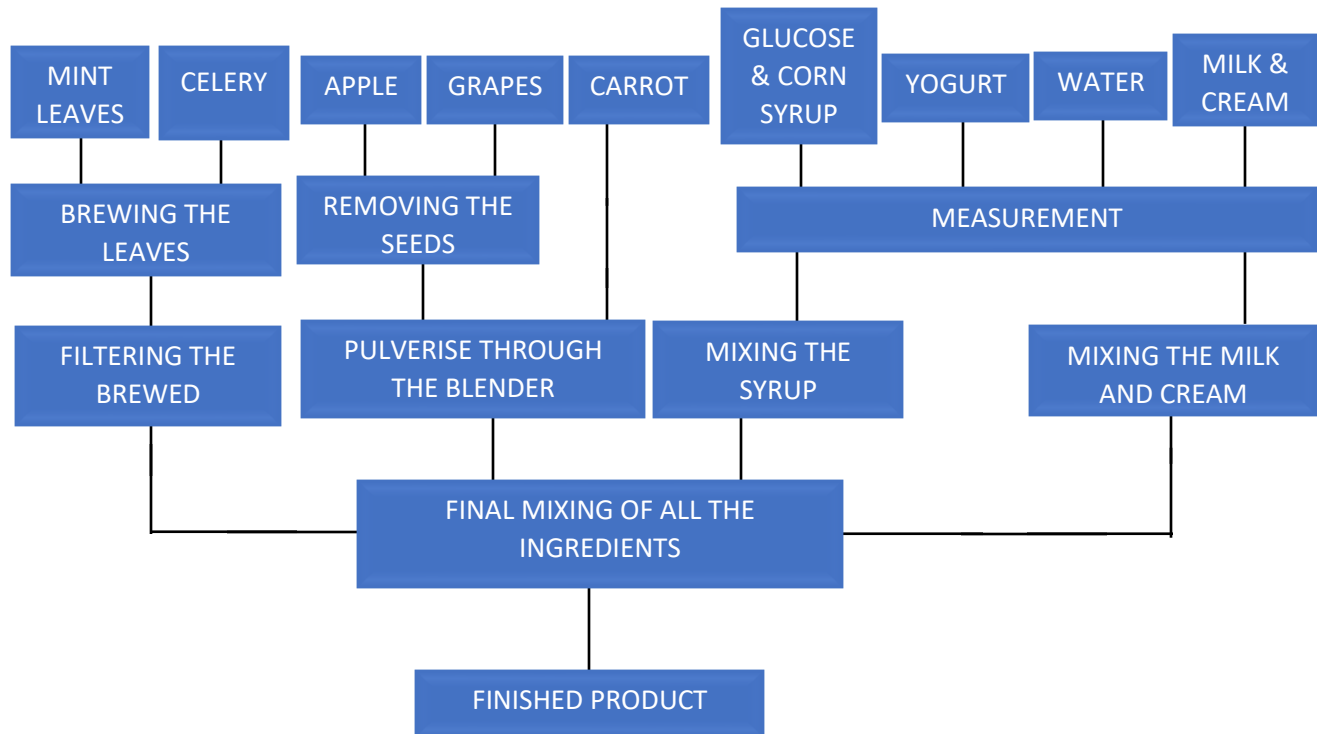 MINT
LEAVES
CELERY
APPLE
GRAPES
CARROT
GLUCOSE
& CORN
SYRUP
YOGURT
WATER
MILK &
CREAM
BREWING THE
LEAVES
REMOVING THE
SEEDS
MEASUREMENT
FILTERING THE
BREWED
PULVERISE THROUGH
THE BLENDER
MIXING THE
SYRUP
MIXING THE MILK
AND CREAM
FINAL MIXING OF ALL THE
INGREDIENTS
FINISHED PRODUCT